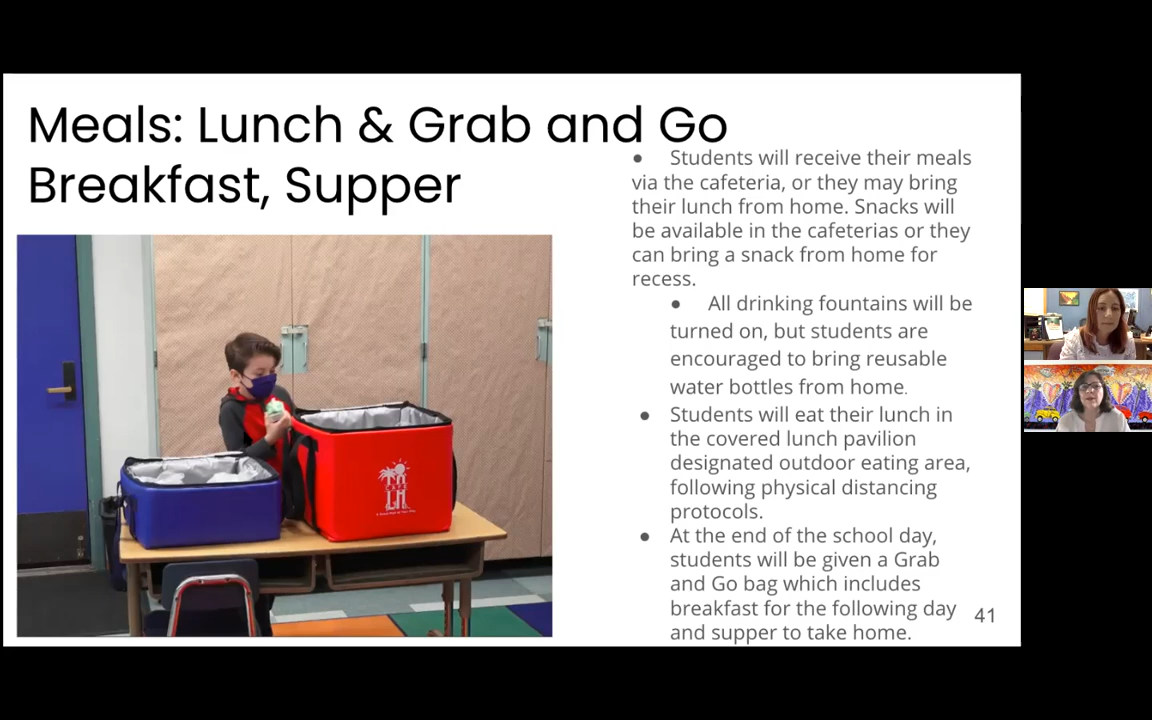 Meals: Lunch & Grab and Go
Breakfast, Supper
● Students will receive their meals
via the cafeteria, or they may bring
their lunch from home. Snacks will
be available in the cafeterias or they
can bring a snack from home for
recess.
● All drinking fountains will be
turned on, but students are
encouraged to bring reusable
water bottles from home.
● Students will eat their lunch in
the covered lunch pavilion
designated outdoor eating area,
following physical distancing
protocols.
● At the end of the school day,
students will be given a Grab
and Go bag which includes
breakfast for the following day
and supper to take home.
41
CAFE
LA